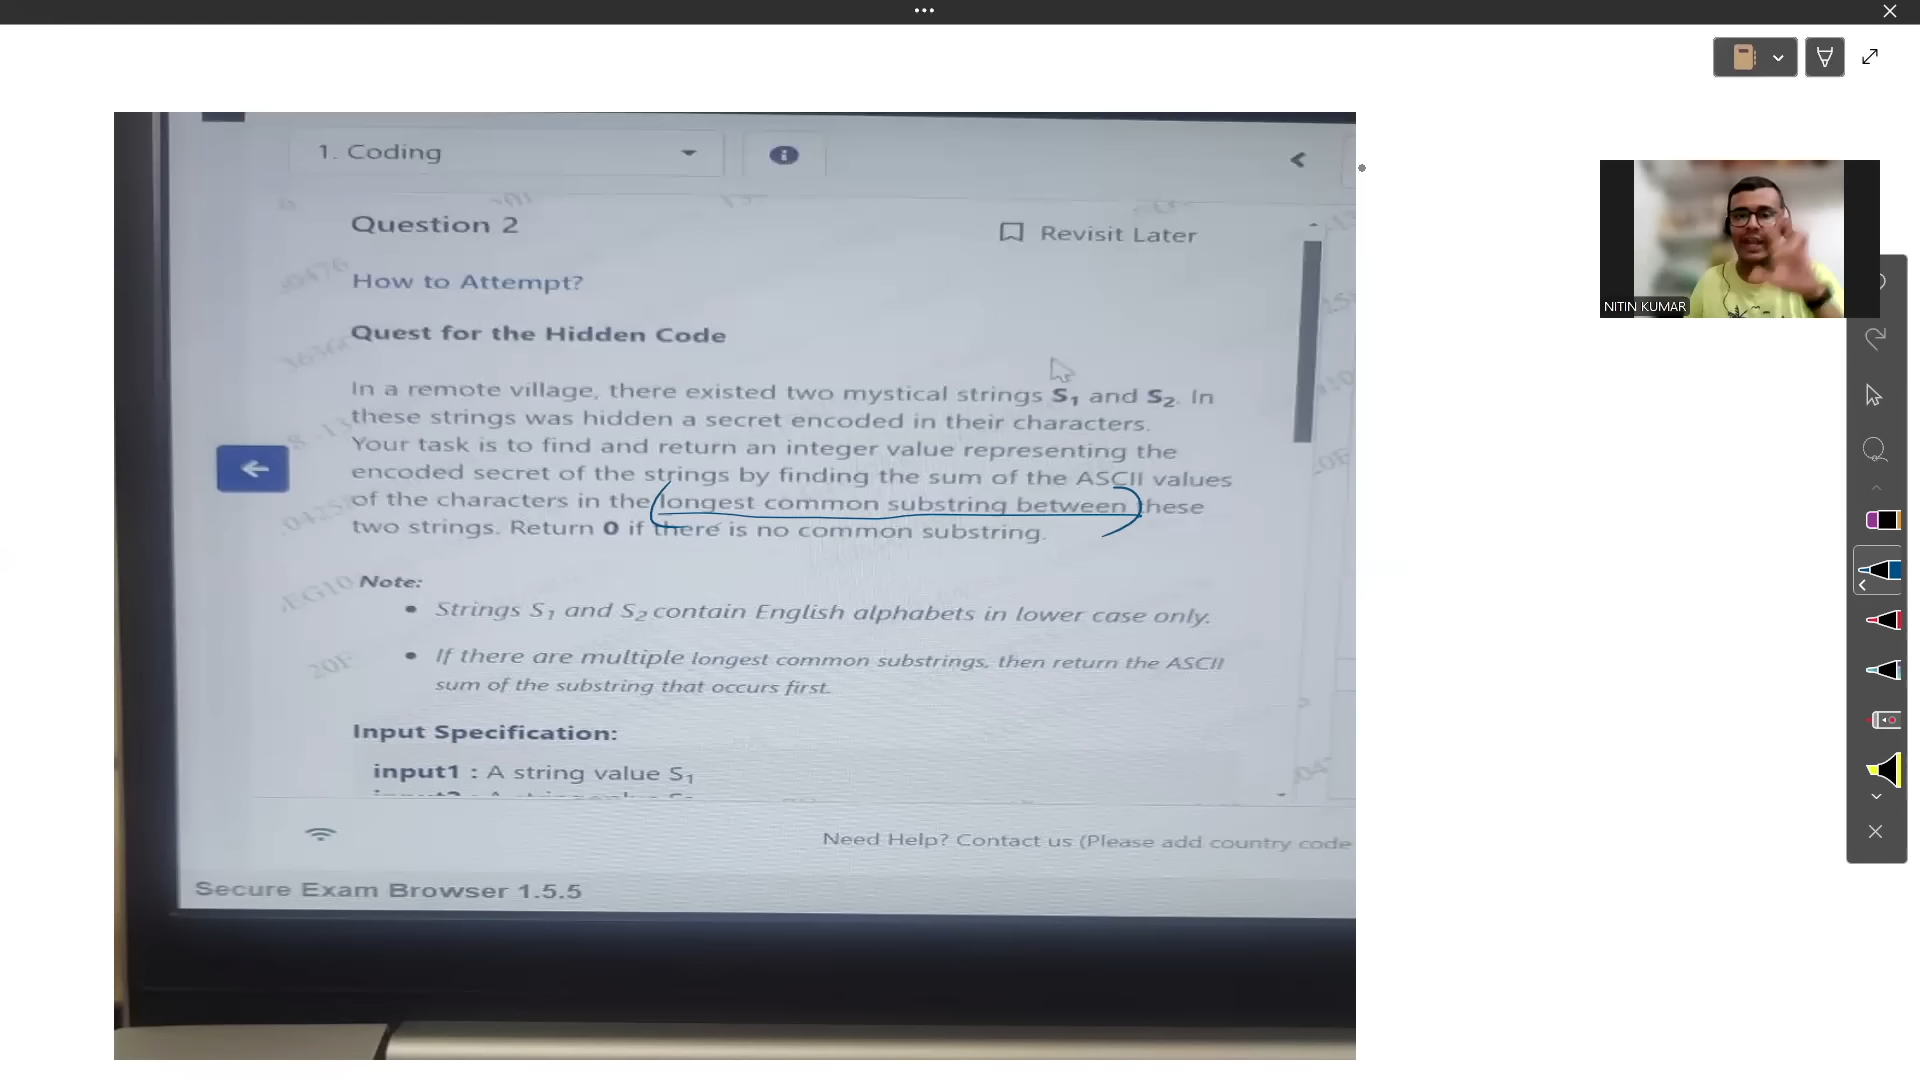 1. Coding
Question 2
Revisit Later
How to Attempt?
Quest for the Hidden Code
In a remote village, there existed two mystical strings S1 and S2. In
these strings was hidden a secret encoded in their characters.
Your task is to find and return an integer value representing the
encoded secret of the strings by finding the sum of the ASCII values
of the characters in the longest common substring between these
two strings. Return 0 if there is no common substring.
Note:
• Strings S1 and S2 contain English alphabets in lower case only.
• If there are multiple longest common substrings, then return the ASCII
sum of the substring that occurs first.
Input Specification:
input1 : A string value S1
Need Help? Contact us (Please add country code
Secure Exam Browser 1.5.5
NITIN KUMAR